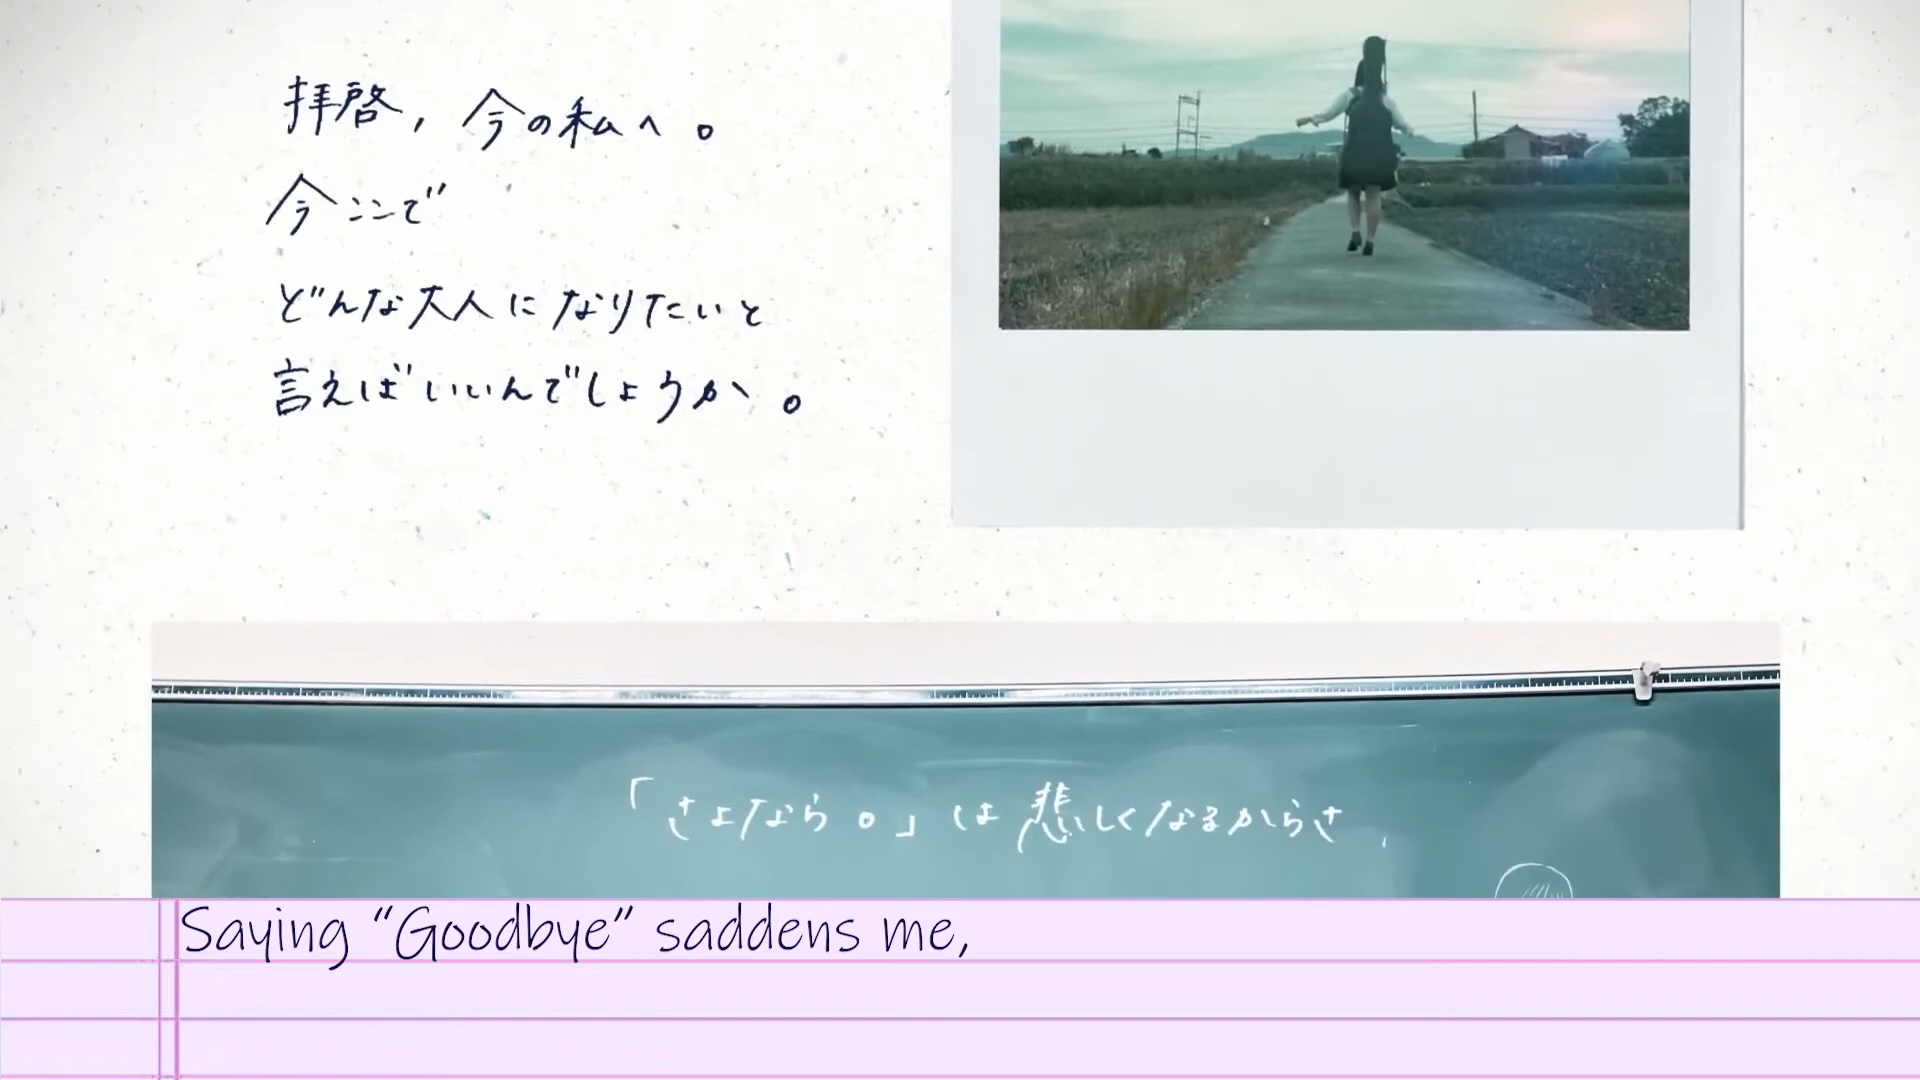 拝啓，今の私へ。
今ここで
どんな大人になりたいと
言えばいいんでしょうか。
「さよなら。」は悲しくなるからさ，
Saying “Goodbye” saddens me,